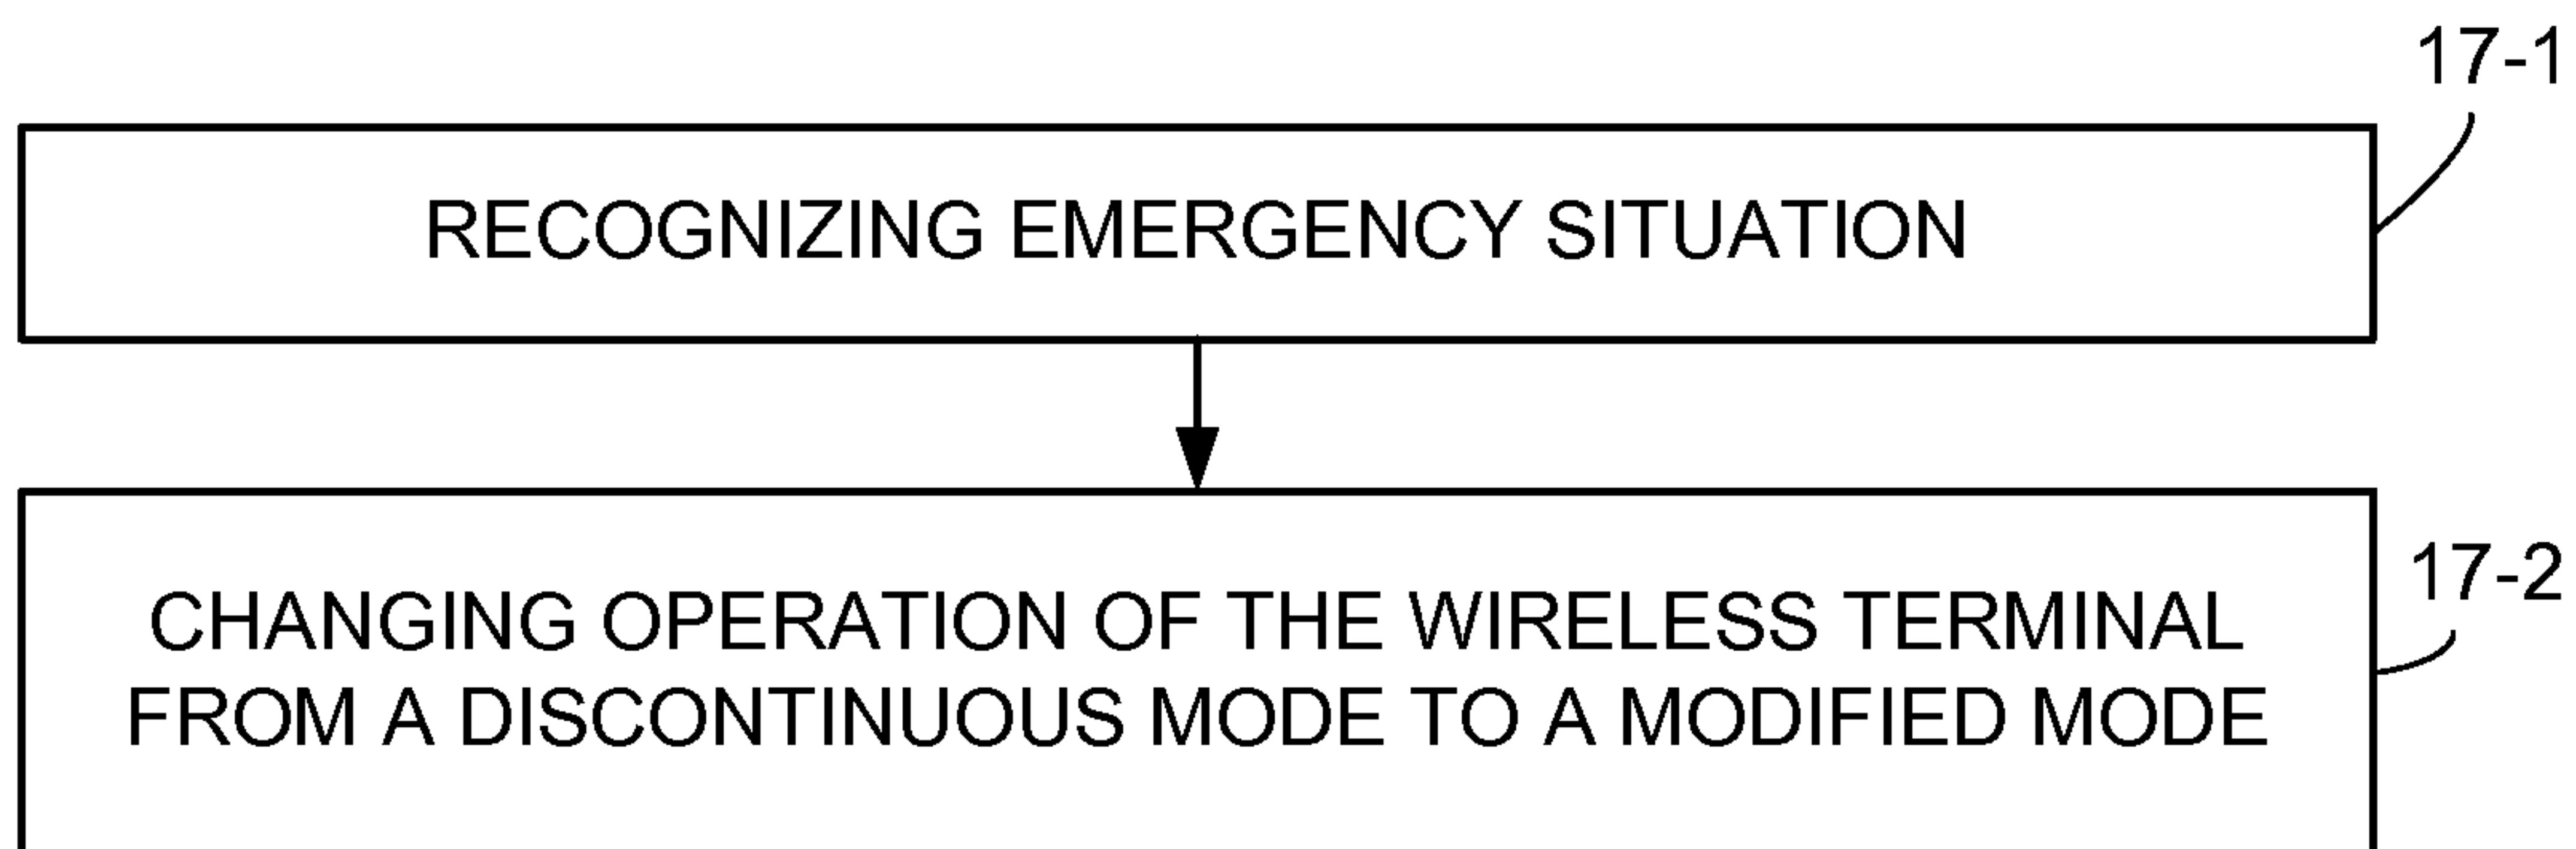 17-1
RECOGNIZING EMERGENCY SITUATION
17-2
CHANGING OPERATION OF THE WIRELESS TERMINAL
FROM A DISCONTINUOUS MODE TO A MODIFIED MODE